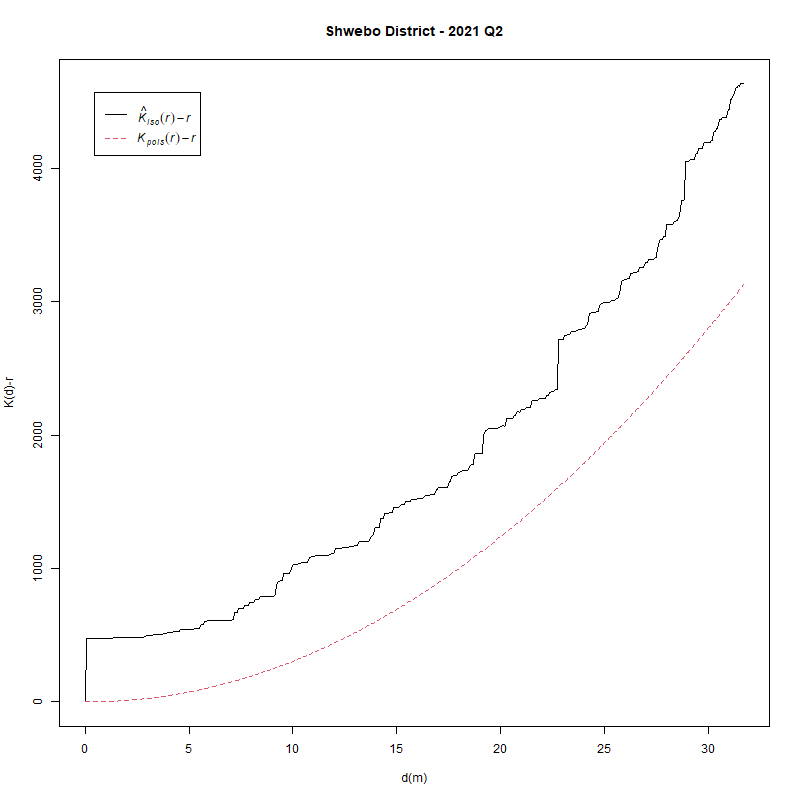 Shwebo District - 2021 Q2
K̂iso(r) − r
Kpois(r) − r
K(d)-r
4000
3000
2000
1000
0
0 5 10 15 20 25 30
d(m)